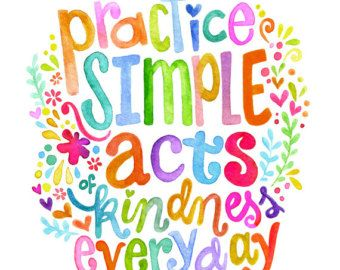 practice
SIMPLE
acts
of kindness
everyday